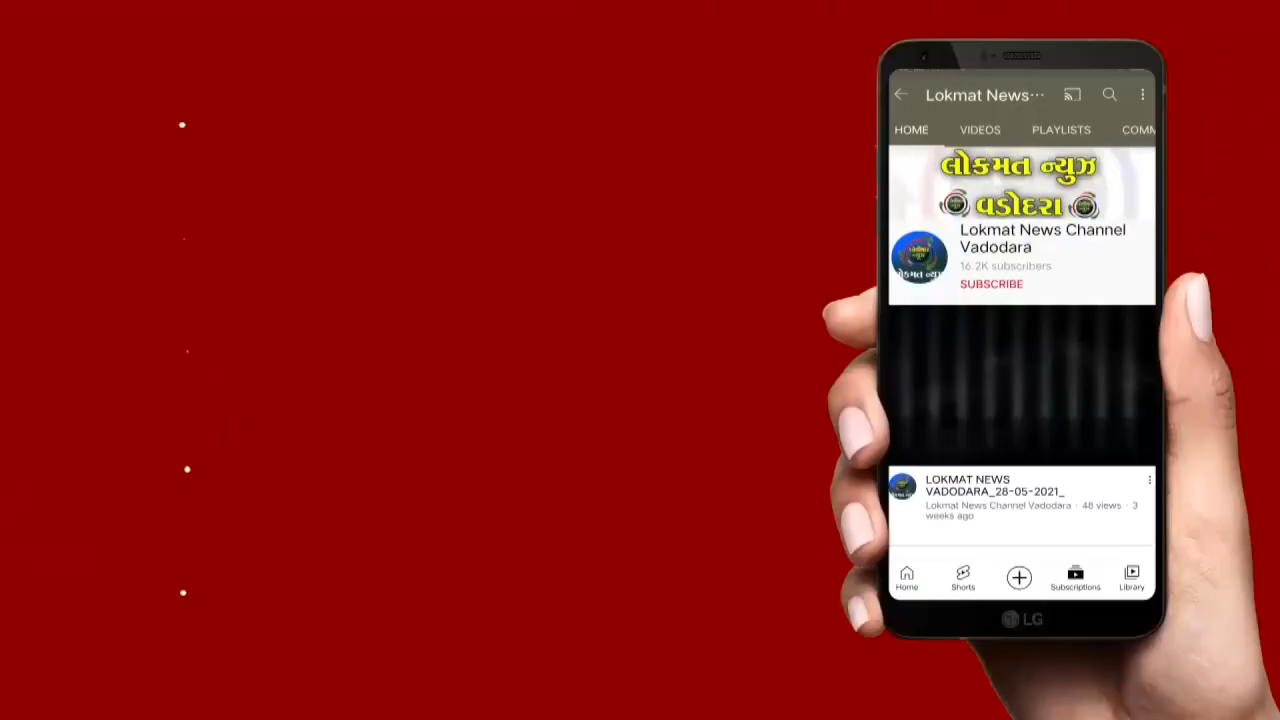 Lokmat News···
HOME VIDEOS PLAYLISTS COMM
લોકમત ન્યુઝ
વડોદરા
Lokmat News Channel
Vadodara
16.2K subscribers
SUBSCRIBE
LOKMAT NEWS
VADODARA_28-05-2021_
Lokmat News Channel Vadodara · 48 views · 3
weeks ago
Home Shorts Subscriptions Library
LG